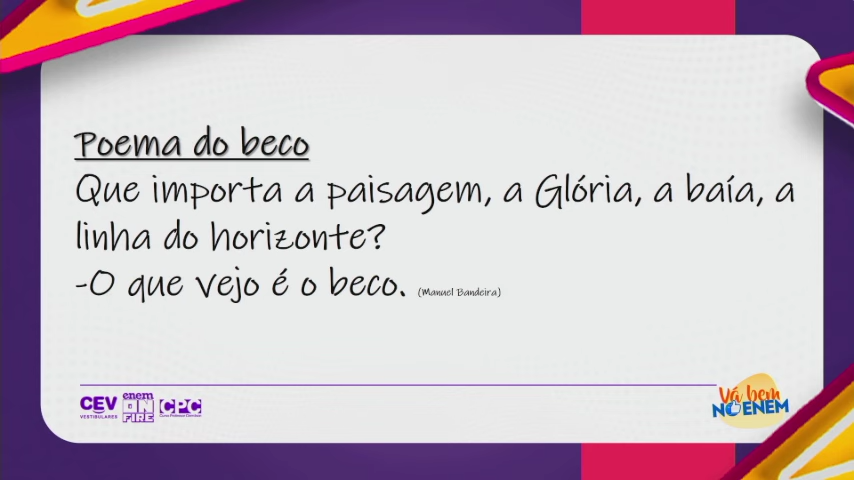 Poema do beco
Que importa a paisagem, a Glória, a baía, a
linha do horizonte?
-O que vejo é o beco. (Manuel Bandeira)
CEV
VESTIBULARES
enem
ON
FIRE
CPC
Vá bem
NO ENEM